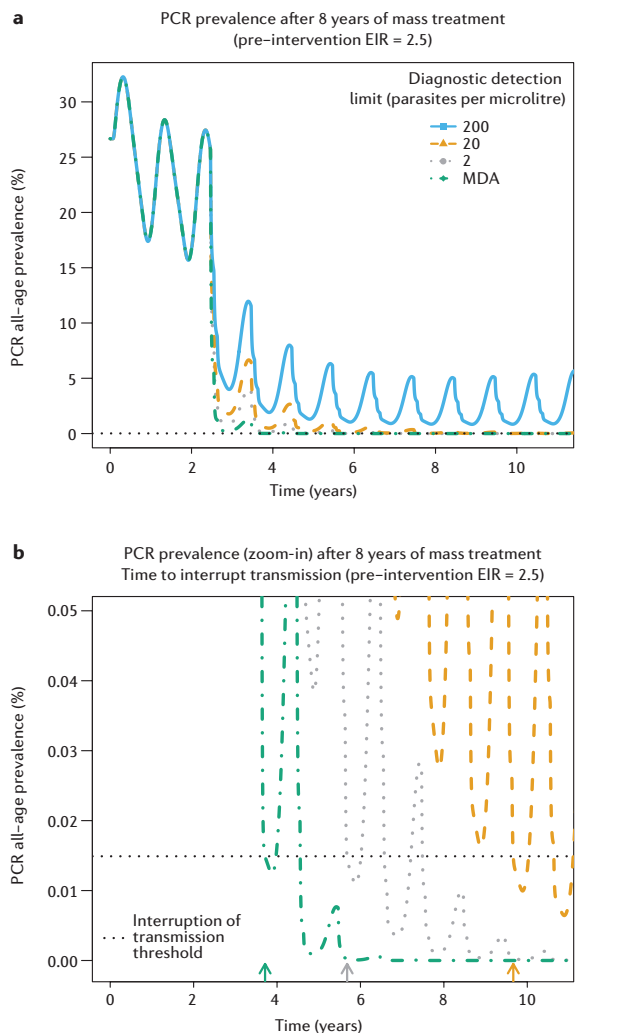 a
PCR prevalence after 8 years of mass treatment
(pre–intervention EIR = 2.5)
Diagnostic detection
limit (parasites per microlitre)
200
20
2
MDA
PCR all–age prevalence (%)
30
25
20
15
10
5
0
0 2 4 6 8 10
Time (years)
b
PCR prevalence (zoom-in) after 8 years of mass treatment
Time to interrupt transmission (pre–intervention EIR = 2.5)
PCR all–age prevalence (%)
0.05
0.04
0.03
0.02
0.01
0.00
Interruption of
transmission
threshold
0 2 4 6 8 10
Time (years)